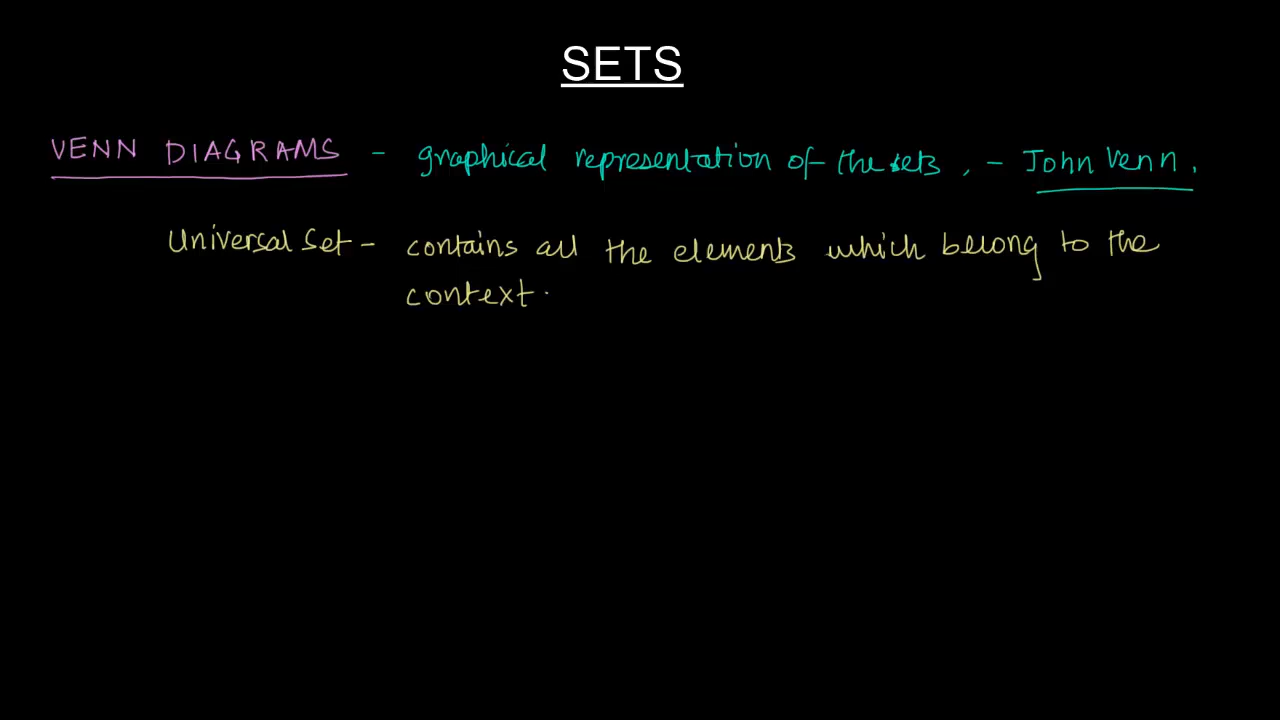 SETS
VENN DIAGRAMS - graphical representation of the sets, - John Venn.
Universal Set - contains all the elements which belong to the
context.